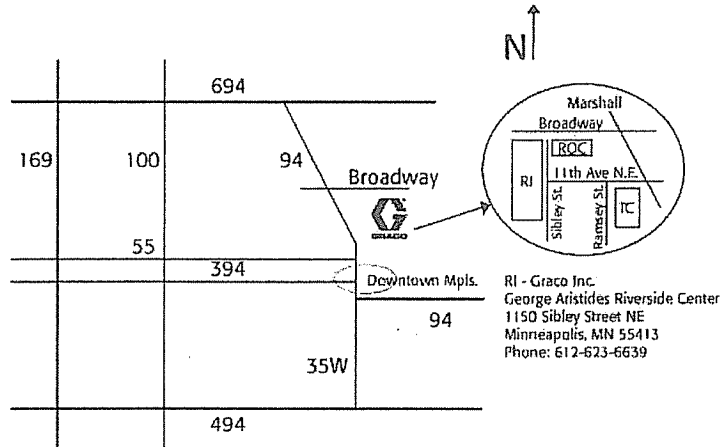 N
694
Marshall
Broadway
ROC
11th Ave N.E.
RI
Sibley St.
Ramsey St.
TC
169
100
94
Broadway
GRACO
55
394
Downtown Mpls.
94
35W
494
RI - Graco Inc.
George Aristides Riverside Center
1150 Sibley Street NE
Minneapolis, MN 55413
Phone: 612-623-6639